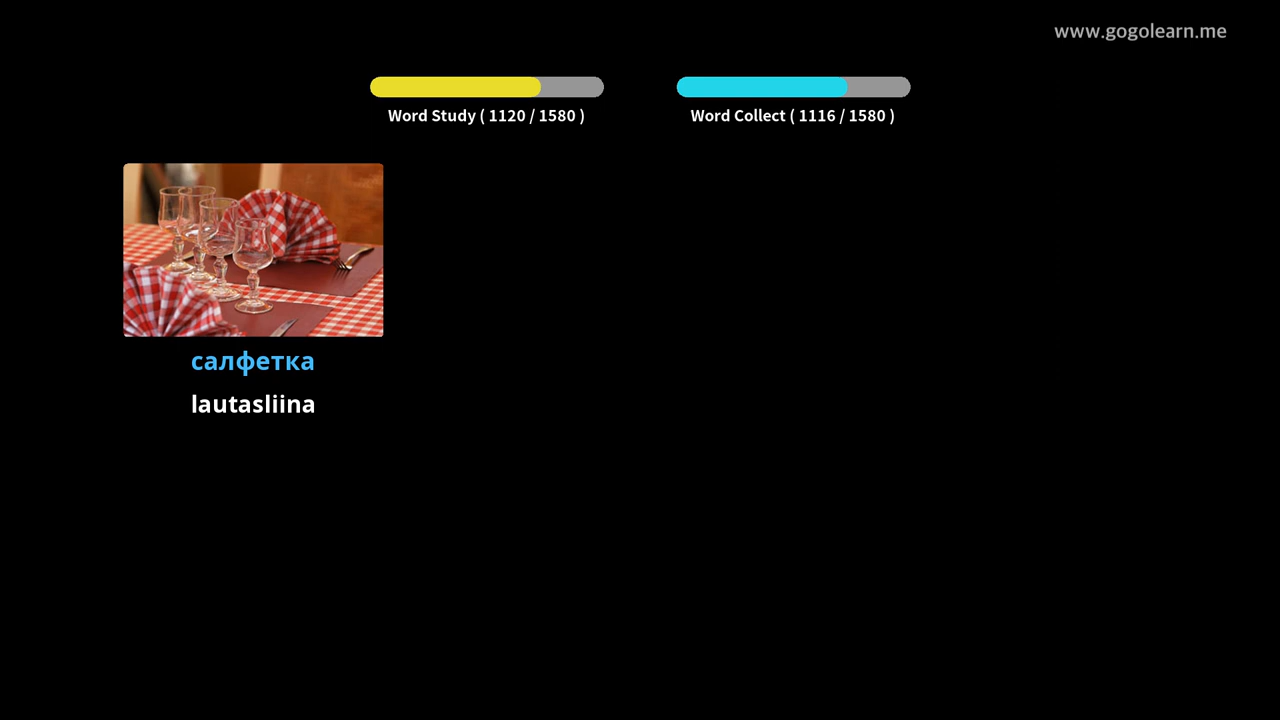 www.gogolearn.me
Word Study ( 1120 / 1580 )
Word Collect ( 1116 / 1580 )
салфетка
lautasliina